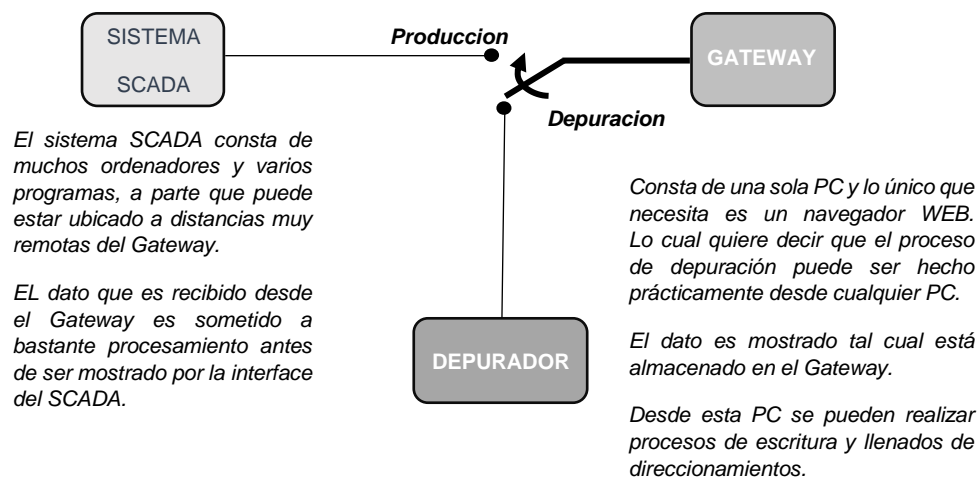 SISTEMA
SCADA
Produccion
GATEWAY
Depuracion
El sistema SCADA consta de
muchos ordenadores y varios
programas, a parte que puede
estar ubicado a distancias muy
remotas del Gateway.
EL dato que es recibido desde
el Gateway es sometido a
bastante procesamiento antes
de ser mostrado por la interface
del SCADA.
DEPURADOR
Consta de una sola PC y lo único que
necesita es un navegador WEB.
Lo cual quiere decir que el proceso
de depuración puede ser hecho
prácticamente desde cualquier PC.
El dato es mostrado tal cual está
almacenado en el Gateway.
Desde esta PC se pueden realizar
procesos de escritura y llenados de
direccionamientos.